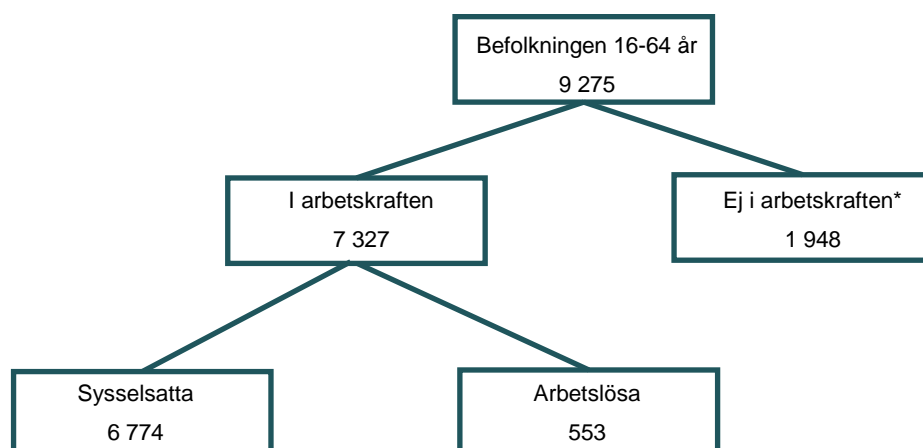 Befolkningen 16-64 år
9 275
I arbetskraften
7 327
Ej i arbetskraften*
1 948
Sysselsatta
6 774
Arbetslösa
553